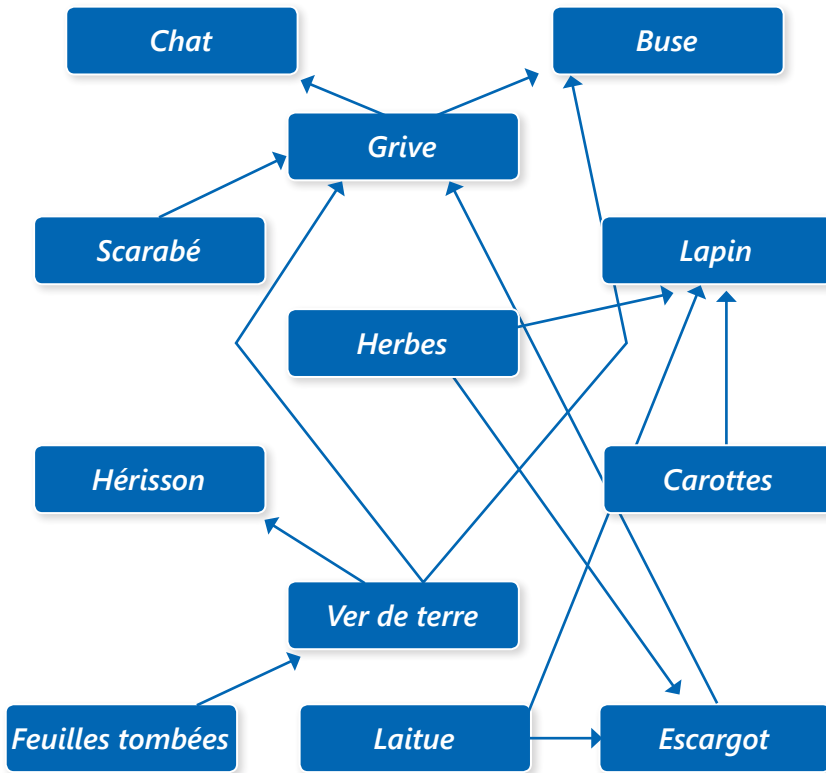 Chat
Buse
Grive
Scarabé
Lapin
Herbes
Hérisson
Carottes
Ver de terre
Feuilles tombées
Laitue
Escargot